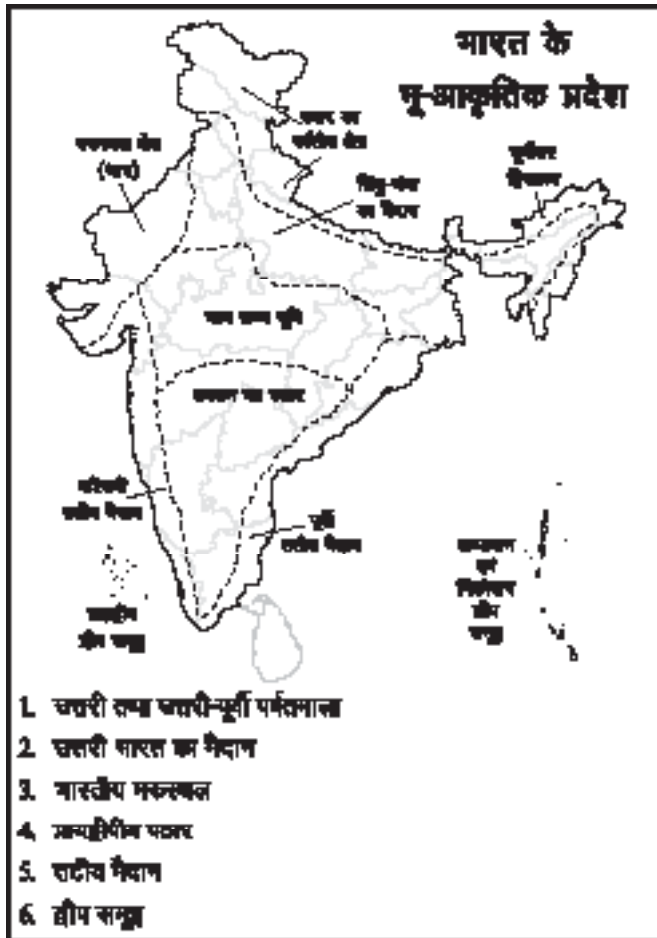 भारत के
भू-आकृतिक प्रदेश
उत्तर का
पर्वतीय क्षेत्र
मरुस्थल क्षेत्र
(थार)
सिंधु-गंगा
का मैदान
पूर्वोत्तर
हिमालय
मध्य उच्च भूमि
दक्कन का पठार
पश्चिमी
तटीय मैदान
पूर्वी
तटीय मैदान
द्वीप समूह
अण्डमान
एवं
निकोबार
द्वीप
समूह
1. उत्तरी तथा उत्तरी-पूर्वी पर्वतमाला
2. उत्तरी भारत का मैदान
3. भारतीय मरुस्थल
4. प्रायद्वीपीय पठार
5. तटीय मैदान
6. द्वीप समूह